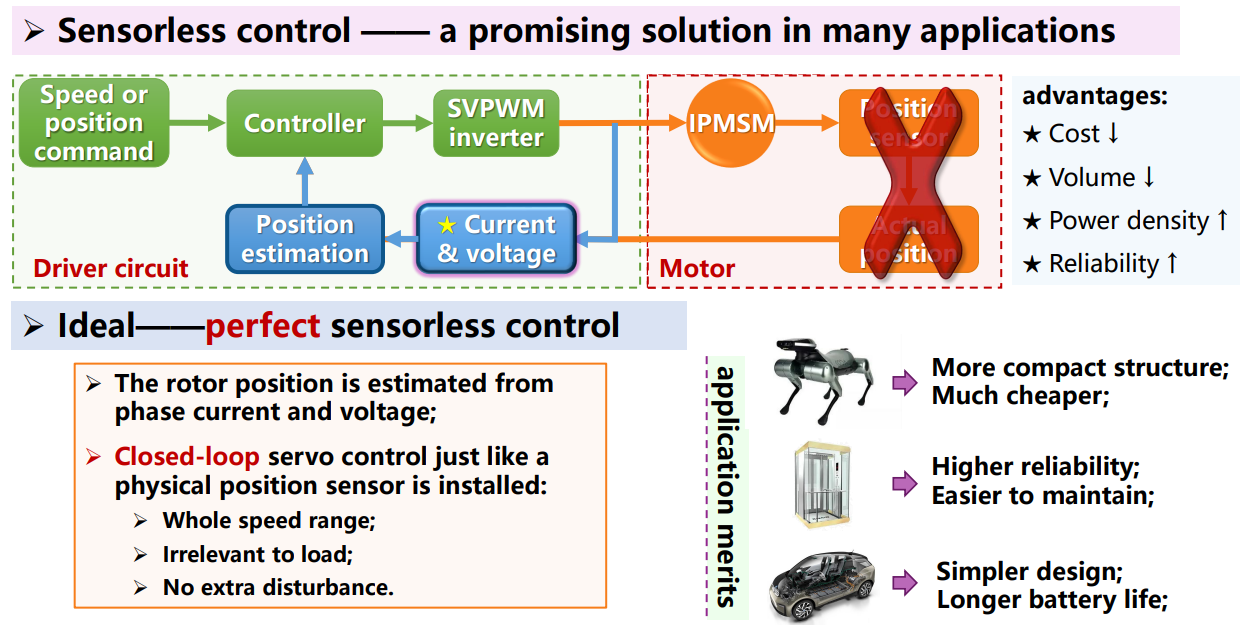 ➢ Sensorless control —— a promising solution in many applications
Speed or
position
command
Controller
SVPWM
inverter
IPMSM
Position
sensor
Position
estimation
★ Current
& voltage
Actual
position
Driver circuit
Motor
advantages:
★ Cost ↓
★ Volume ↓
★ Power density ↑
★ Reliability ↑
➢ Ideal——perfect sensorless control
➢ The rotor position is estimated from
phase current and voltage;
➢ Closed-loop servo control just like a
physical position sensor is installed:
➢ Whole speed range;
➢ Irrelevant to load;
➢ No extra disturbance.
application merits
More compact structure;
Much cheaper;
Higher reliability;
Easier to maintain;
Simpler design;
Longer battery life;